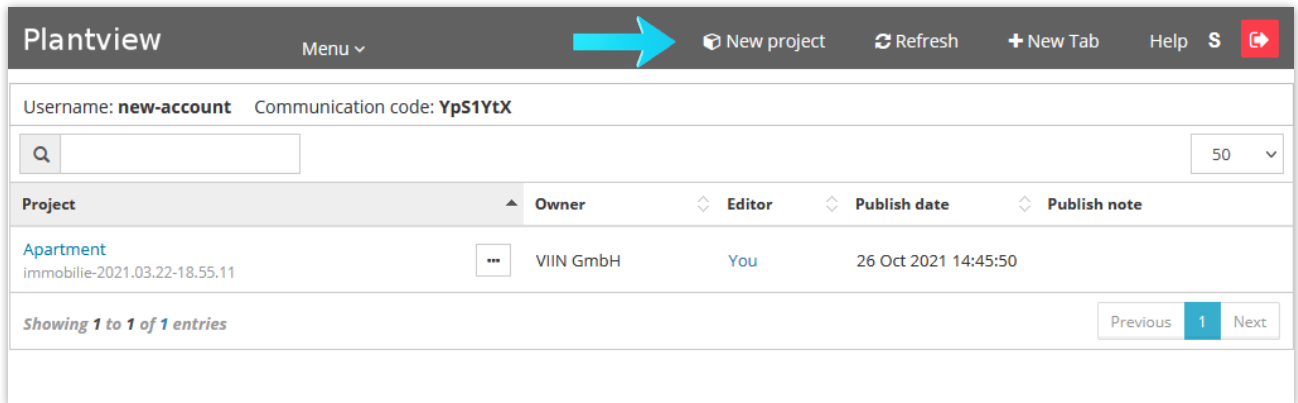 Plantview Menu New project Refresh New Tab Help S
Username: new-account Communication code: YpS1YtX
50
Project Owner Editor Publish date Publish note
Apartment
immobilie-2021.03.22-18.55.11
VIIN GmbH You 26 Oct 2021 14:45:50
Showing 1 to 1 of 1 entries Previous 1 Next